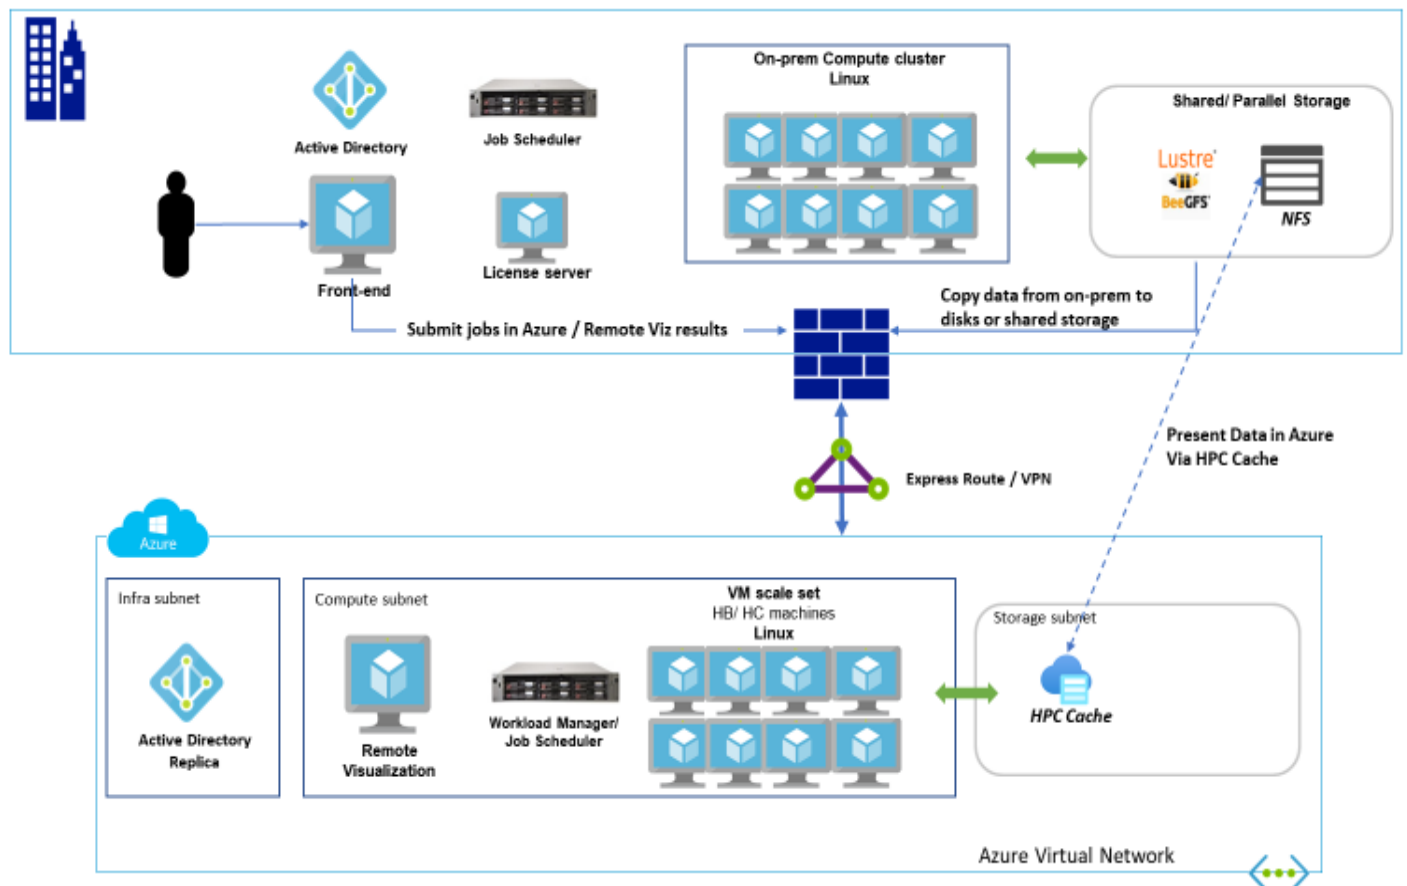 On-prem Compute cluster
Linux
Shared/ Parallel Storage
Active Directory
Job Scheduler
Lustre
BeeGFS
NFS
License server
Front-end
Submit jobs in Azure / Remote Viz results
Copy data from on-prem to
disks or shared storage
Present Data in Azure
Via HPC Cache
Express Route / VPN
Azure
Infra subnet
Active Directory
Replica
Compute subnet
Remote
Visualization
Workload Manager/
Job Scheduler
VM scale set
HB/ HC machines
Linux
Storage subnet
HPC Cache
Azure Virtual Network